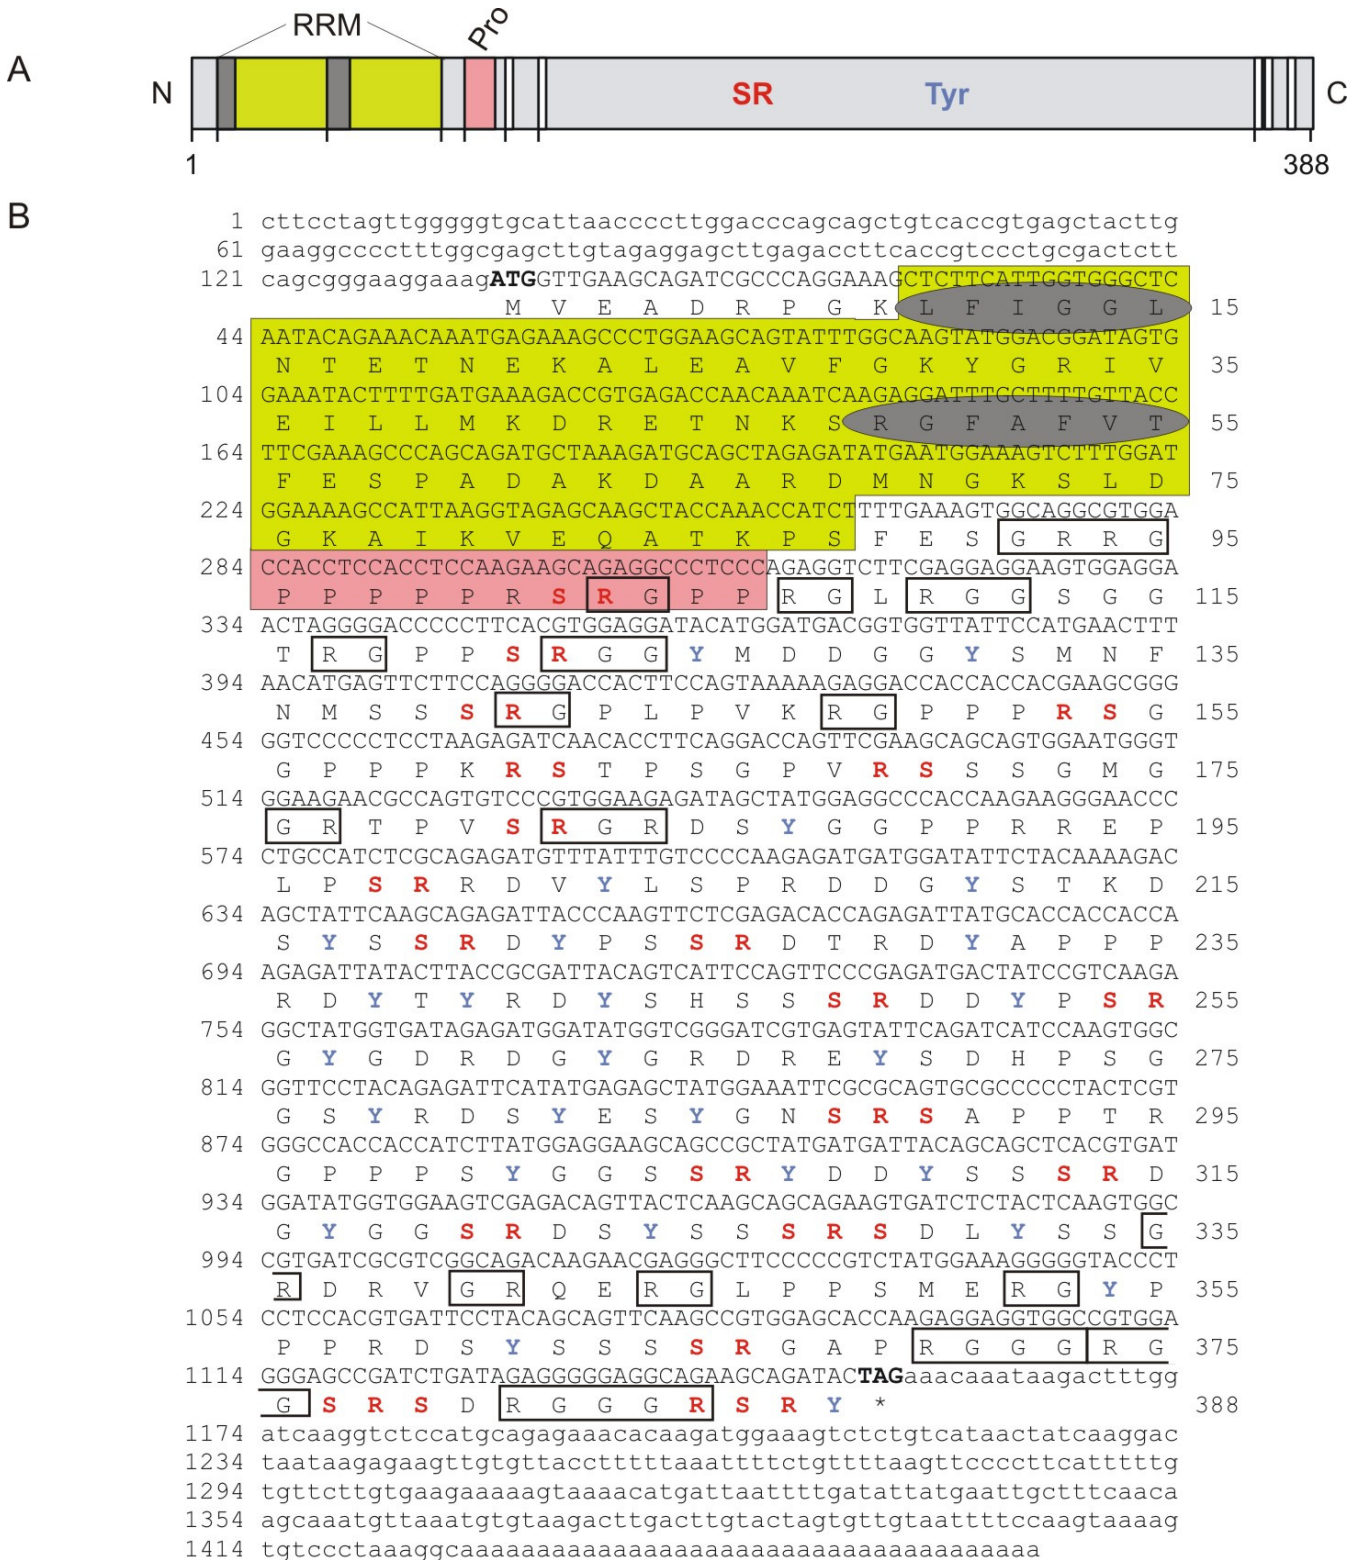 A
RRM
Pro
N
SR
Tyr
C
1
388
B
1 cttcctagttgggggtgcattaaccccttggacccagcagctgtcaccgtgagctacttg
61 gaaggcccctttggcgagcttgtagaggagcttgagaccttcaccgtccctgcgactctt
121 cagcgggaaggaaagATGGTTGAAGCAGATCGCCCAGGAAAGCTCTTCATTGGTGGGCTC
M V E A D R P G K L F I G G L 15
44 AATACAGAAACAAATGAGAAAGCCCTGGAAGCAGTATTTGGCAAGTATGGACGGATAGTG
N T E T N E K A L E A V F G K Y G R I V 35
104 GAAATACTTTTGATGAAAGACCGTGAGACCAACAAATCAAGAGGATTTGCTTTTGTTACC
E I L L M K D R E T N K S R G F A F V T 55
164 TTCGAAAGCCCAGCAGATGCTAAAGATGCAGCTAGAGATATGAATGGAAAGTCTTTGGAT
F E S P A D A K D A A R D M N G K S L D 75
224 GGAAAAGCCATTAAGGTAGAGCAAGCTACCAAACCATCTTTTGAAAGTGGCAGGCGTGGA
G K A I K V E Q A T K P S F E S G R R G 95
284 CCACCTCCACCTCCAAGAAGCAGAGGCCCTCCCAGAGGTCTTCGAGGAGGAAGTGGAGGA
P P P P P R S R G P P R G L R G G S G G 115
334 ACTAGGGGACCCCCTTCACGTGGAGGATACATGGATGACGGTGGTTATTCCATGAACTTT
T R G P P S R G G Y M D D G G Y S M N F 135
394 AACATGAGTTCTTCCAGGGGACCACTTCCAGTAAAAAGAGGACCACCACCACGAAGCGGG
N M S S S R G P L P V K R G P P P R S G 155
454 GGTCCCCCTCCTAAGAGATCAACACCTTCAGGACCAGTTCGAAGCAGCAGTGGAATGGGT
G P P P K R S T P S G P V R S S S G M G 175
514 GGAAGAACGCCAGTGTCCCGTGGAAGAGATAGCTATGGAGGCCCACCAAGAAGGGAACCC
G R T P V S R G R D S Y G G P P R R E P 195
574 CTGCCATCTCGCAGAGATGTTTATTTGTCCCCAAGAGATGATGGATATTCTACAAAAGAC
L P S R R D V Y L S P R D D G Y S T K D 215
634 AGCTATTCAAGCAGAGATTACCCAAGTTCTCGAGACACCAGAGATTATGCACCACCACCA
S Y S S R D Y P S S R D T R D Y A P P P 235
694 AGAGATTATACTTACCGCGATTACAGTCATTCCAGTTCCCGAGATGACTATCCGTCAAGA
R D Y T Y R D Y S H S S S R D D Y P S R 255
754 GGCTATGGTGATAGAGATGGATATGGTCGGGATCGTGAGTATTCAGATCATCCAAGTGGC
G Y G D R D G Y G R D R E Y S D H P S G 275
814 GGTTCCTACAGAGATTCATATGAGAGCTATGGAAATTCGCGCAGTGCGCCCCCTACTCGT
G S Y R D S Y E S Y G N S R S A P P T R 295
874 GGGCCACCACCATCTTATGGAGGAAGCAGCCGCTATGATGATTACAGCAGCTCACGTGAT
G P P P S Y G G S S R Y D D Y S S S R D 315
934 GGATATGGTGGAAGTCGAGACAGTTACTCAAGCAGCAGAAGTGATCTCTACTCAAGTGGC
G Y G G S R D S Y S S S R S D L Y S S G 335
994 CGTGATCGCGTCGGCAGACAAGAACGAGGGCTTCCCCCGTCTATGGAAAGGGGGTACCCT
R D R V G R Q E R G L P P S M E R G Y P 355
1054 CCTCCACGTGATTCCTACAGCAGTTCAAGCCGTGGAGCACCAAGAGGAGGTGGCCGTGGA
P P R D S Y S S S S R G A P R G G G R G 375
1114 GGGAGCCGATCTGATAGAGGGGGAGGCAGAAGCAGATACTAGaaacaaataagactttgg
G S R S D R G G G R S R Y * 388
1174 atcaaggtctccatgcagagaaacacaagatggaaagtctctgtcataactatcaaggac
1234 taataagagaagttgtgttacctttttaaattttctgttttaagttccccttcatttttg
1294 tgttcttgtgaagaaaaagtaaaacatgattaattttgatattatgaattgctttcaaca
1354 agcaaatgttaaatgtgtaagacttgacttgtactagtgttgtaattttccaagtaaaag
1414 tgtccctaaaggcaaaaaaaaaaaaaaaaaaaaaaaaaaaaaaaaaaaaaa